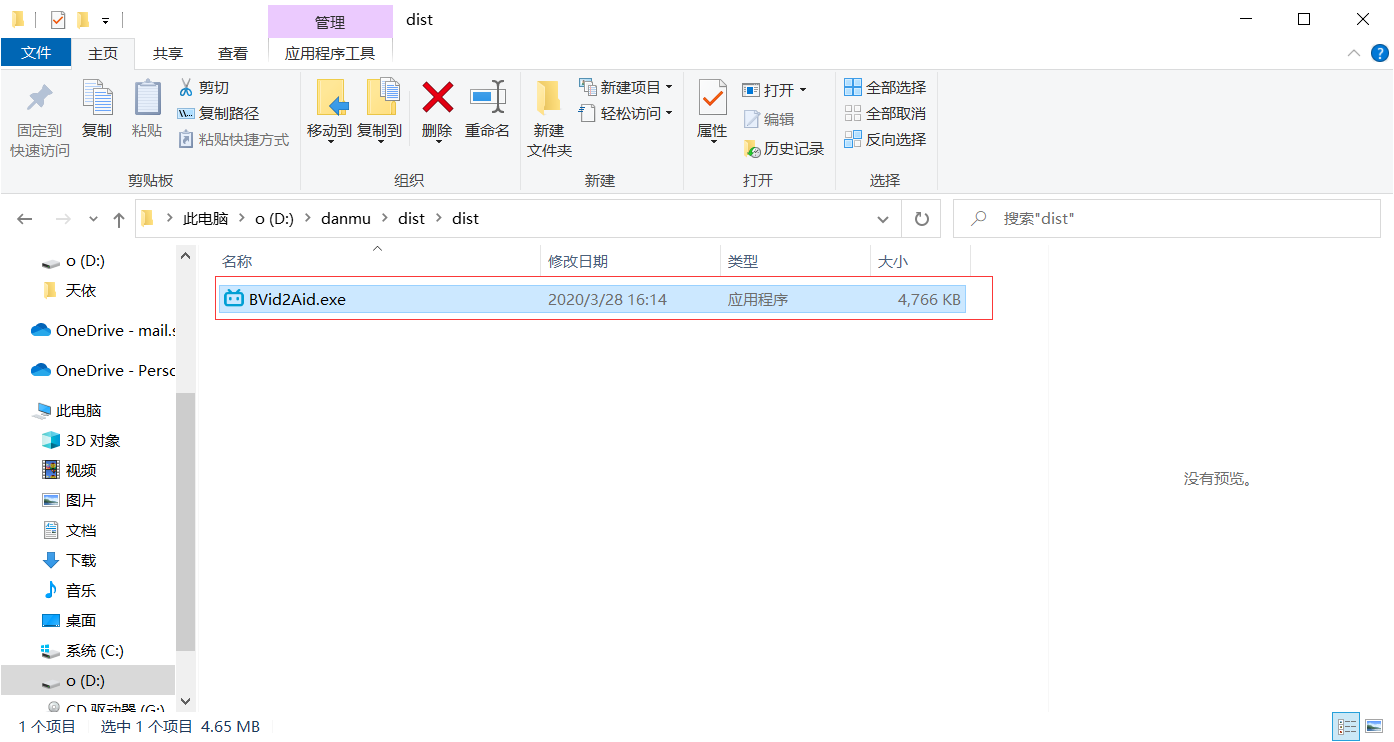 管理
dist
文件
主页
共享
查看
应用程序工具
固定到
快速访问
复制
粘贴
剪切
复制路径
粘贴快捷方式
剪贴板
移动到
复制到
删除
重命名
组织
新建
文件夹
新建项目
轻松访问
新建
属性
打开
编辑
历史记录
打开
全部选择
全部取消
反向选择
选择
此电脑 > o (D:) > danmu > dist > dist
搜索"dist"
名称 修改日期 类型 大小
BVid2Aid.exe 2020/3/28 16:14 应用程序 4,766 KB
o (D:)
天依
OneDrive - mail.s
OneDrive - Perso
此电脑
3D 对象
视频
图片
文档
下载
音乐
桌面
系统 (C:)
o (D:)
CD 驱动器 (G:)
没有预览。
1 个项目 选中 1 个项目 4.65 MB